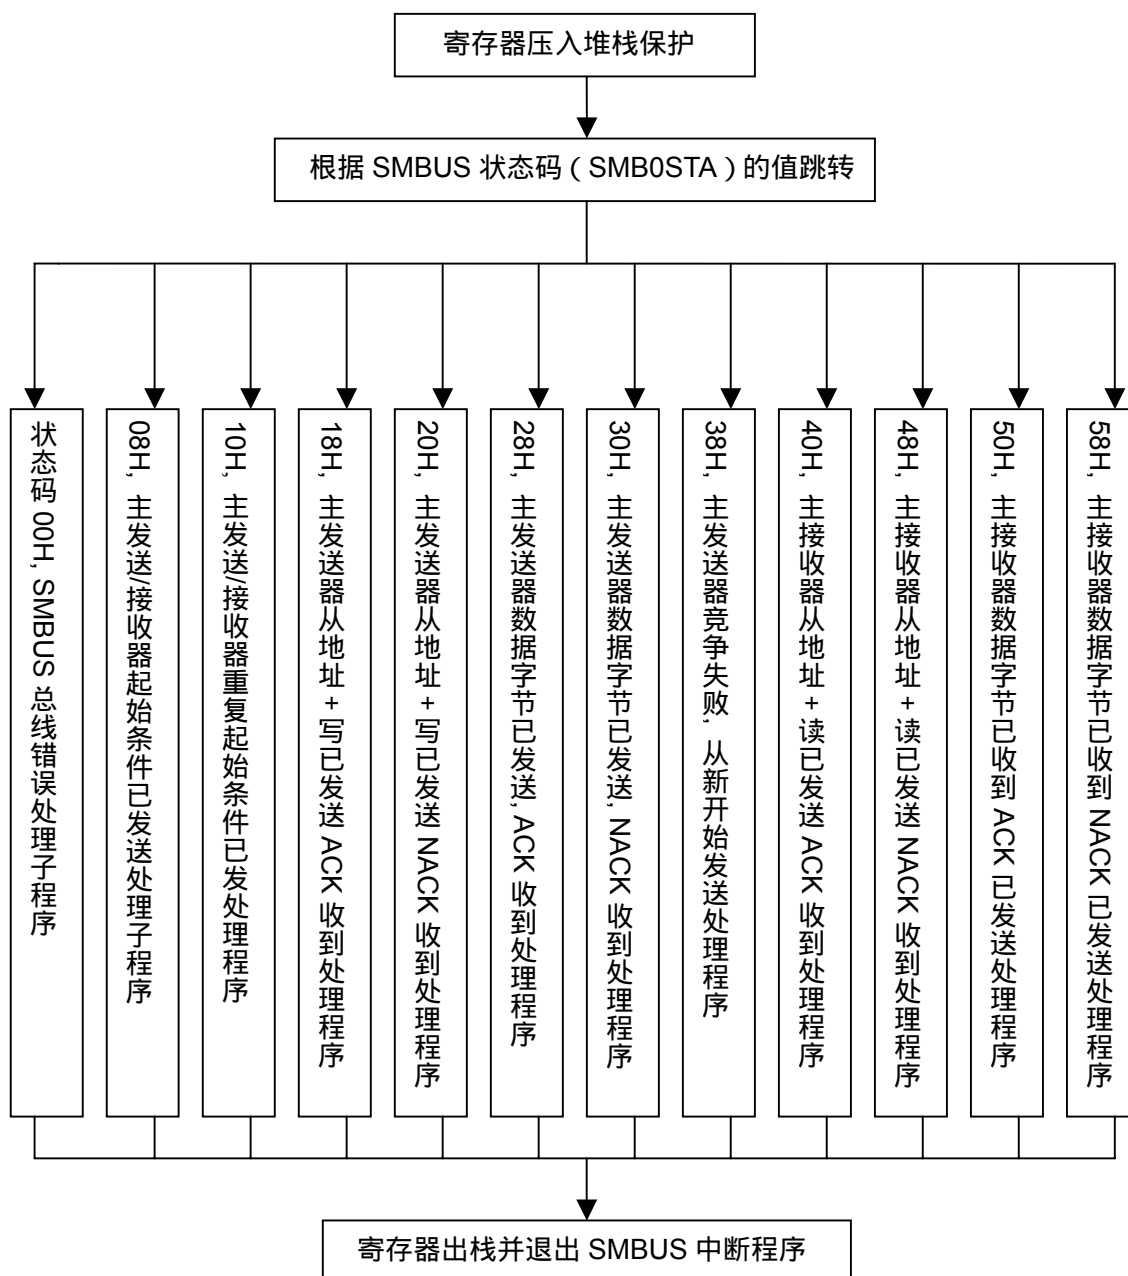 寄存器压入堆栈保护
根据 SMBUS 状态码（SMB0STA）的值跳转
状态码 00H, SMBUS 总线错误处理子程序
08H, 主发送/接收器起始条件已发送处理子程序
10H, 主发送/接收器重复起始条件已发处理程序
18H, 主发送器从地址 + 写已发送 ACK 收到处理程序
20H, 主发送器从地址 + 写已发送 NACK 收到处理程序
28H, 主发送器数据字节已发送, ACK 收到处理程序
30H, 主发送器数据字节已发送, NACK 收到处理程序
38H, 主发送器竞争失败, 从新开始发送处理程序
40H, 主接收器从地址 + 读已发送 ACK 收到处理程序
48H, 主接收器从地址 + 读已发送 NACK 收到处理程序
50H, 主接收器数据字节已收到 ACK 已发送处理程序
58H, 主接收器数据字节已收到 NACK 已发送处理程序
寄存器出栈并退出 SMBUS 中断程序